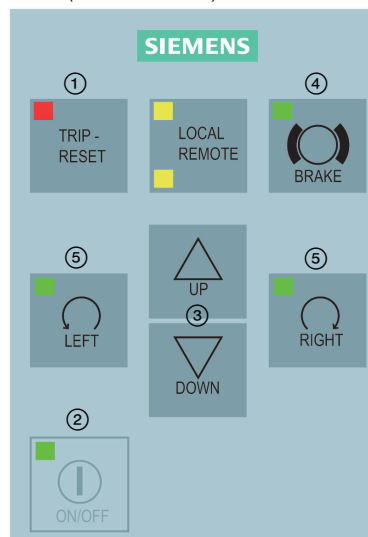 SIEMENS
① ④
TRIP -
RESET
LOCAL
REMOTE
BRAKE
⑤ ⑤
LEFT
UP
RIGHT
③
DOWN
②
ON/OFF